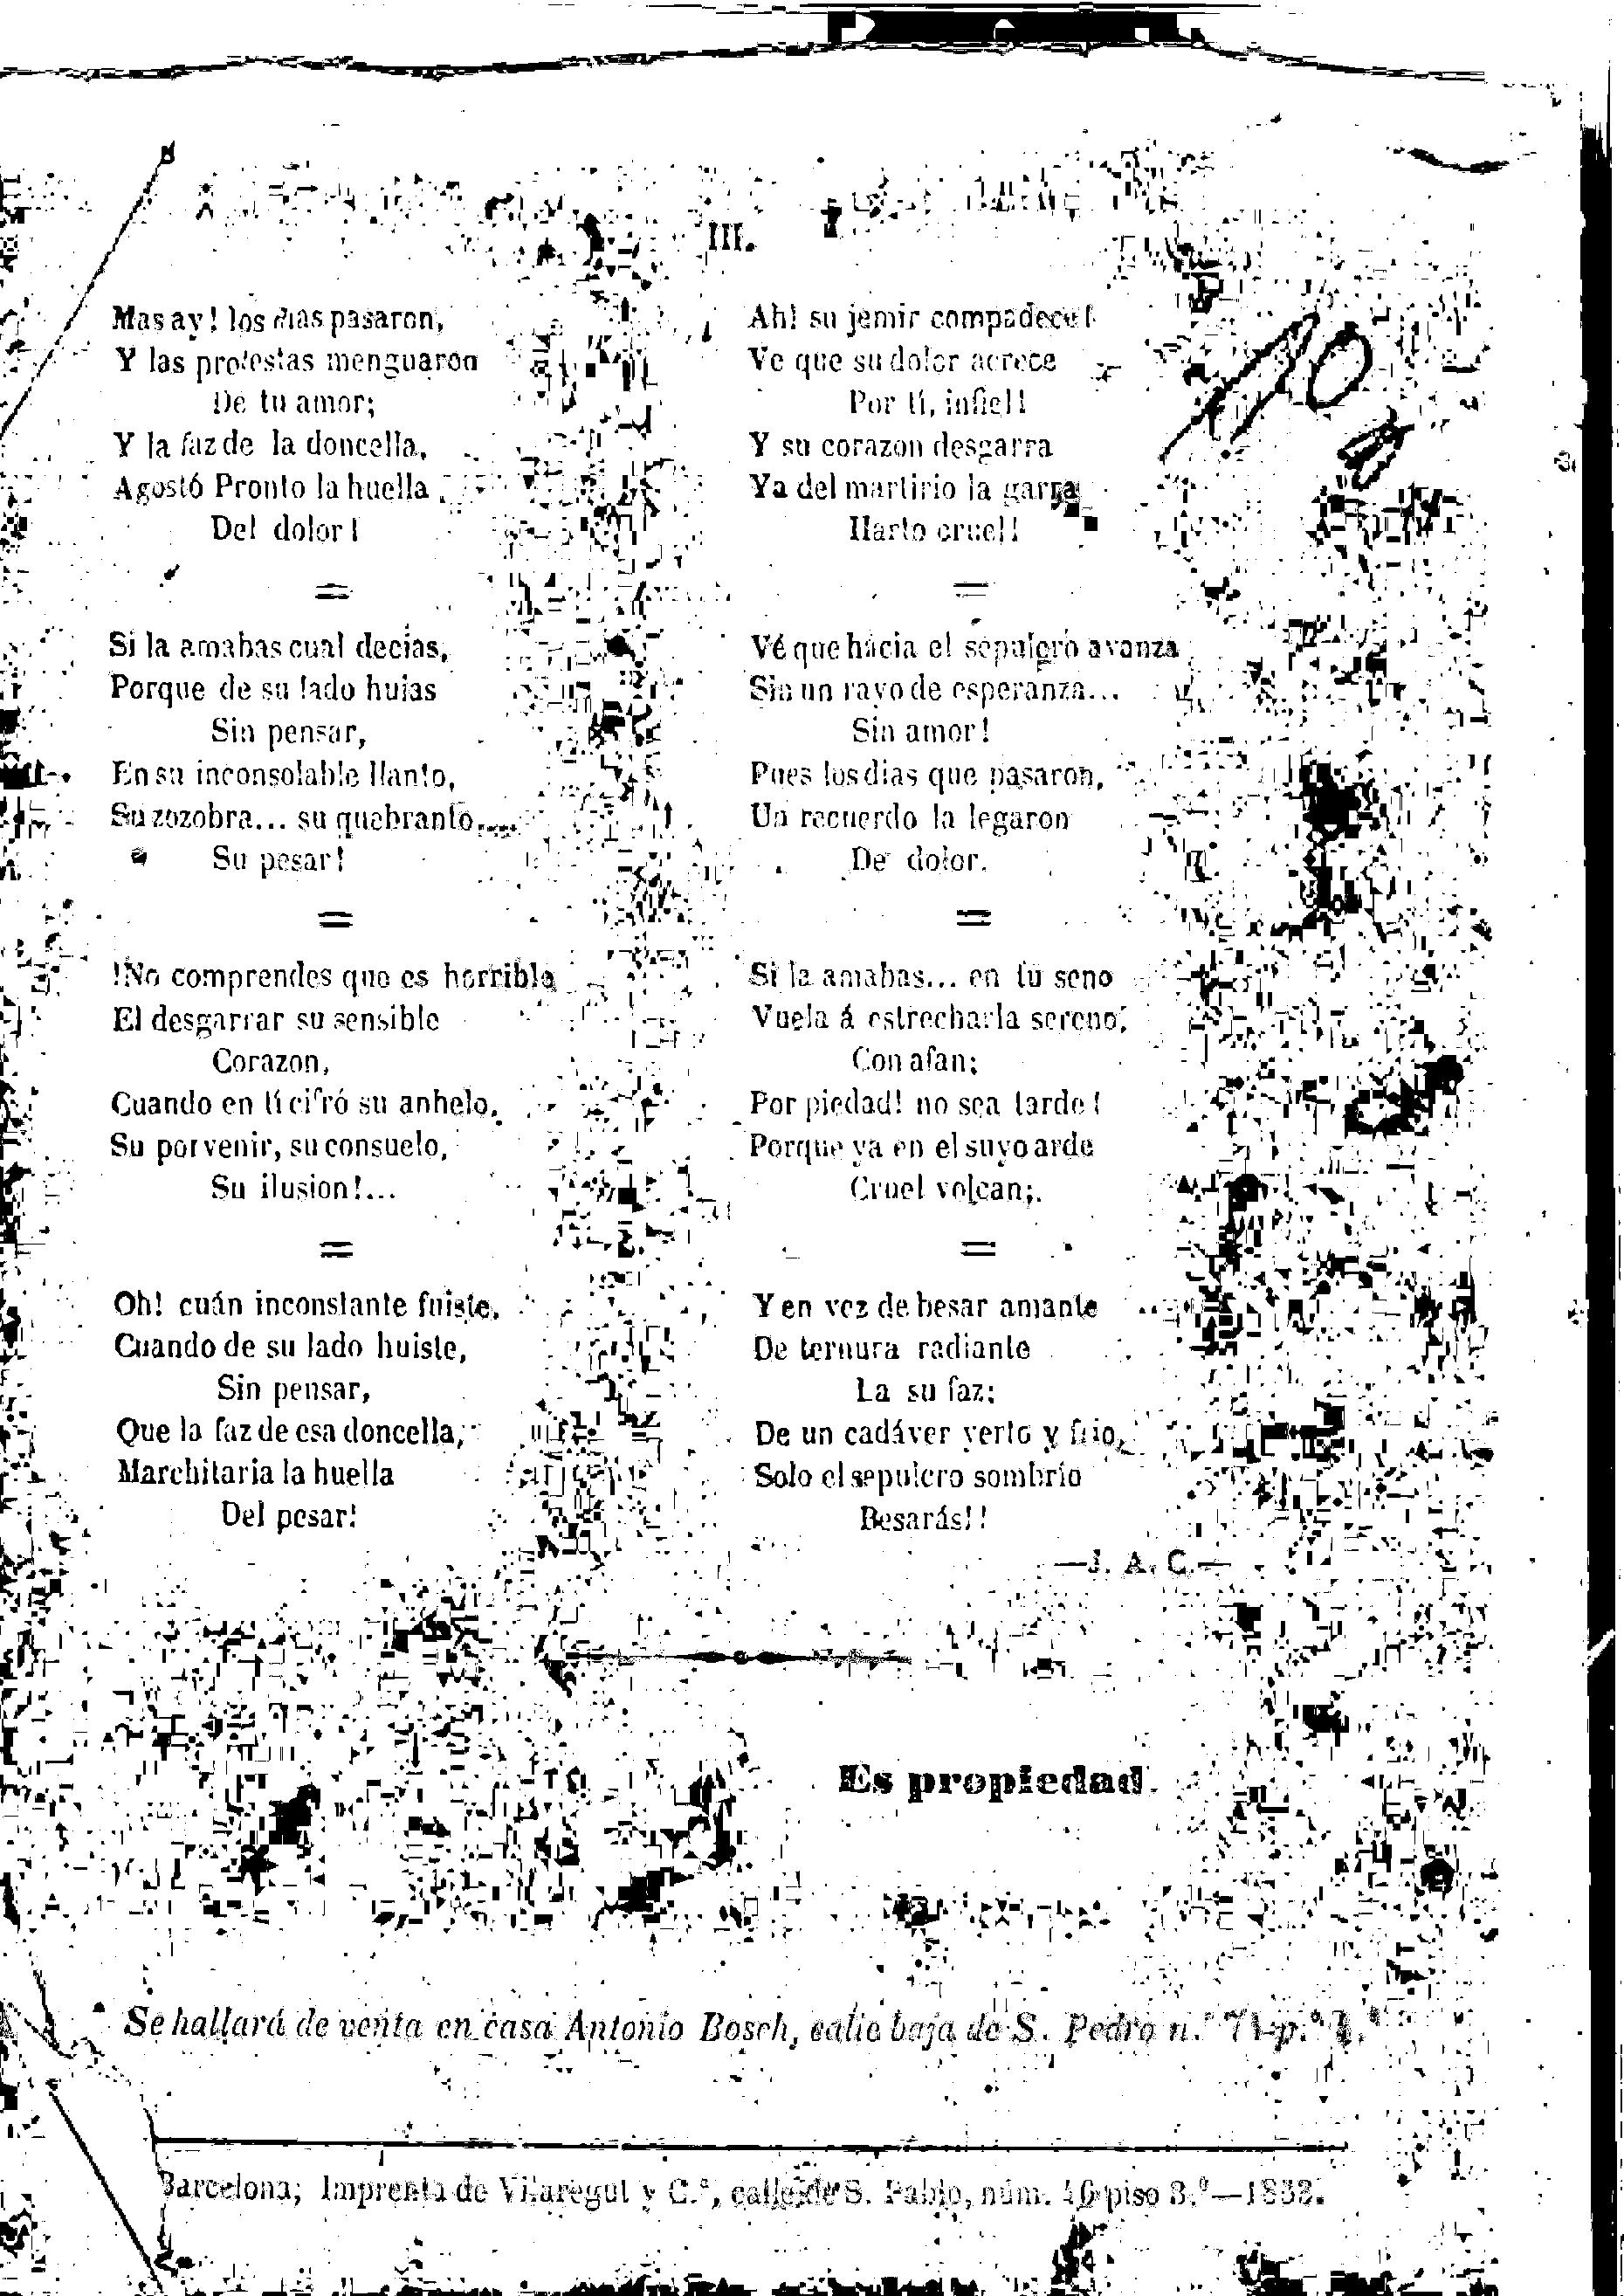 III.
Mas ay! los dias pasaron,
Y las protestas menguaron
De tu amor;
Y la faz de la doncella,
Agostó Pronto la huella
Del dolor!
=
Si la amabas cual decias,
Porque de su lado huias
Sin pensar,
En su inconsolable llanto,
Su zozobra... su quebranto....
Su pesar!
=
!No comprendes que es horrible
El desgarrar su sensible
Corazon,
Cuando en tí cifró su anhelo,
Su porvenir, su consuelo,
Su ilusion!...
=
Oh! cuán inconstante fuiste,
Cuando de su lado huiste,
Sin pensar,
Que la faz de esa doncella,
Marchitaria la huella
Del pesar!
Ah! su jemir compadece!
Ve que su dolor acrece
Por tí, infiel!
Y su corazon desgarra
Ya del martirio la garra
Harto cruel!
=
Vé que hácia el sepulcro avanza
Sin un rayo de esperanza...
Sin amor!
Pues los dias que pasaron,
Un recuerdo la legaron
De dolor.
=
Si la amabas... en tu seno
Vuela á estrecharla sereno,
Con afan;
Por piedad! no sea tarde!
Porque ya en el suyo arde
Cruel volcan;.
=
Y en vez de besar amante
De ternura radiante
La su faz;
De un cadáver yerto y frio,
Solo el sepulcro sombrío
Besarás!!
—J. A. C.—
Es propiedad.
Se hallará de venta en casa Antonio Bosch, calle baja de S. Pedro n.º 71 p.º
Barcelona; Imprenta de Vilaregut y C.ª, calle de S. Pablo, núm. piso 3.º—